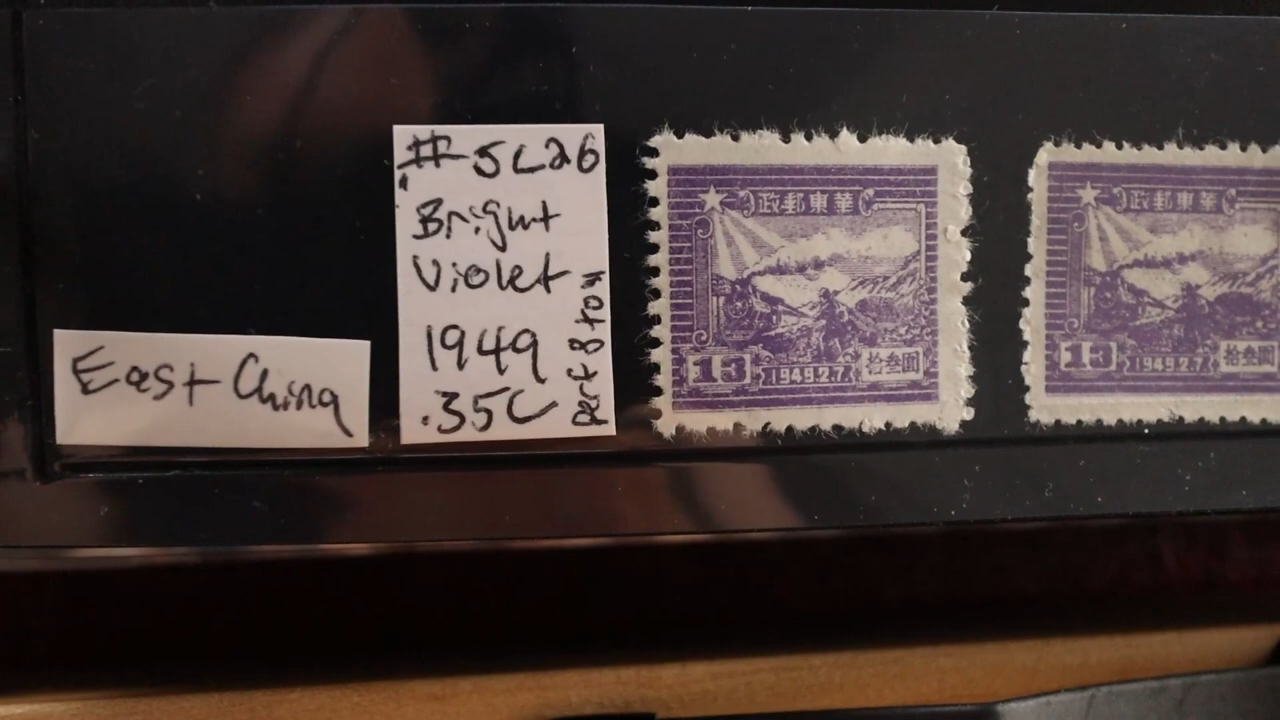 East China
#5L26
Bright
Violet
1949
.35C
perf 8 to 11
政郵東華
13
1949.2.7
拾叁圓
政郵東華
13
1949.2.7
拾叁圓